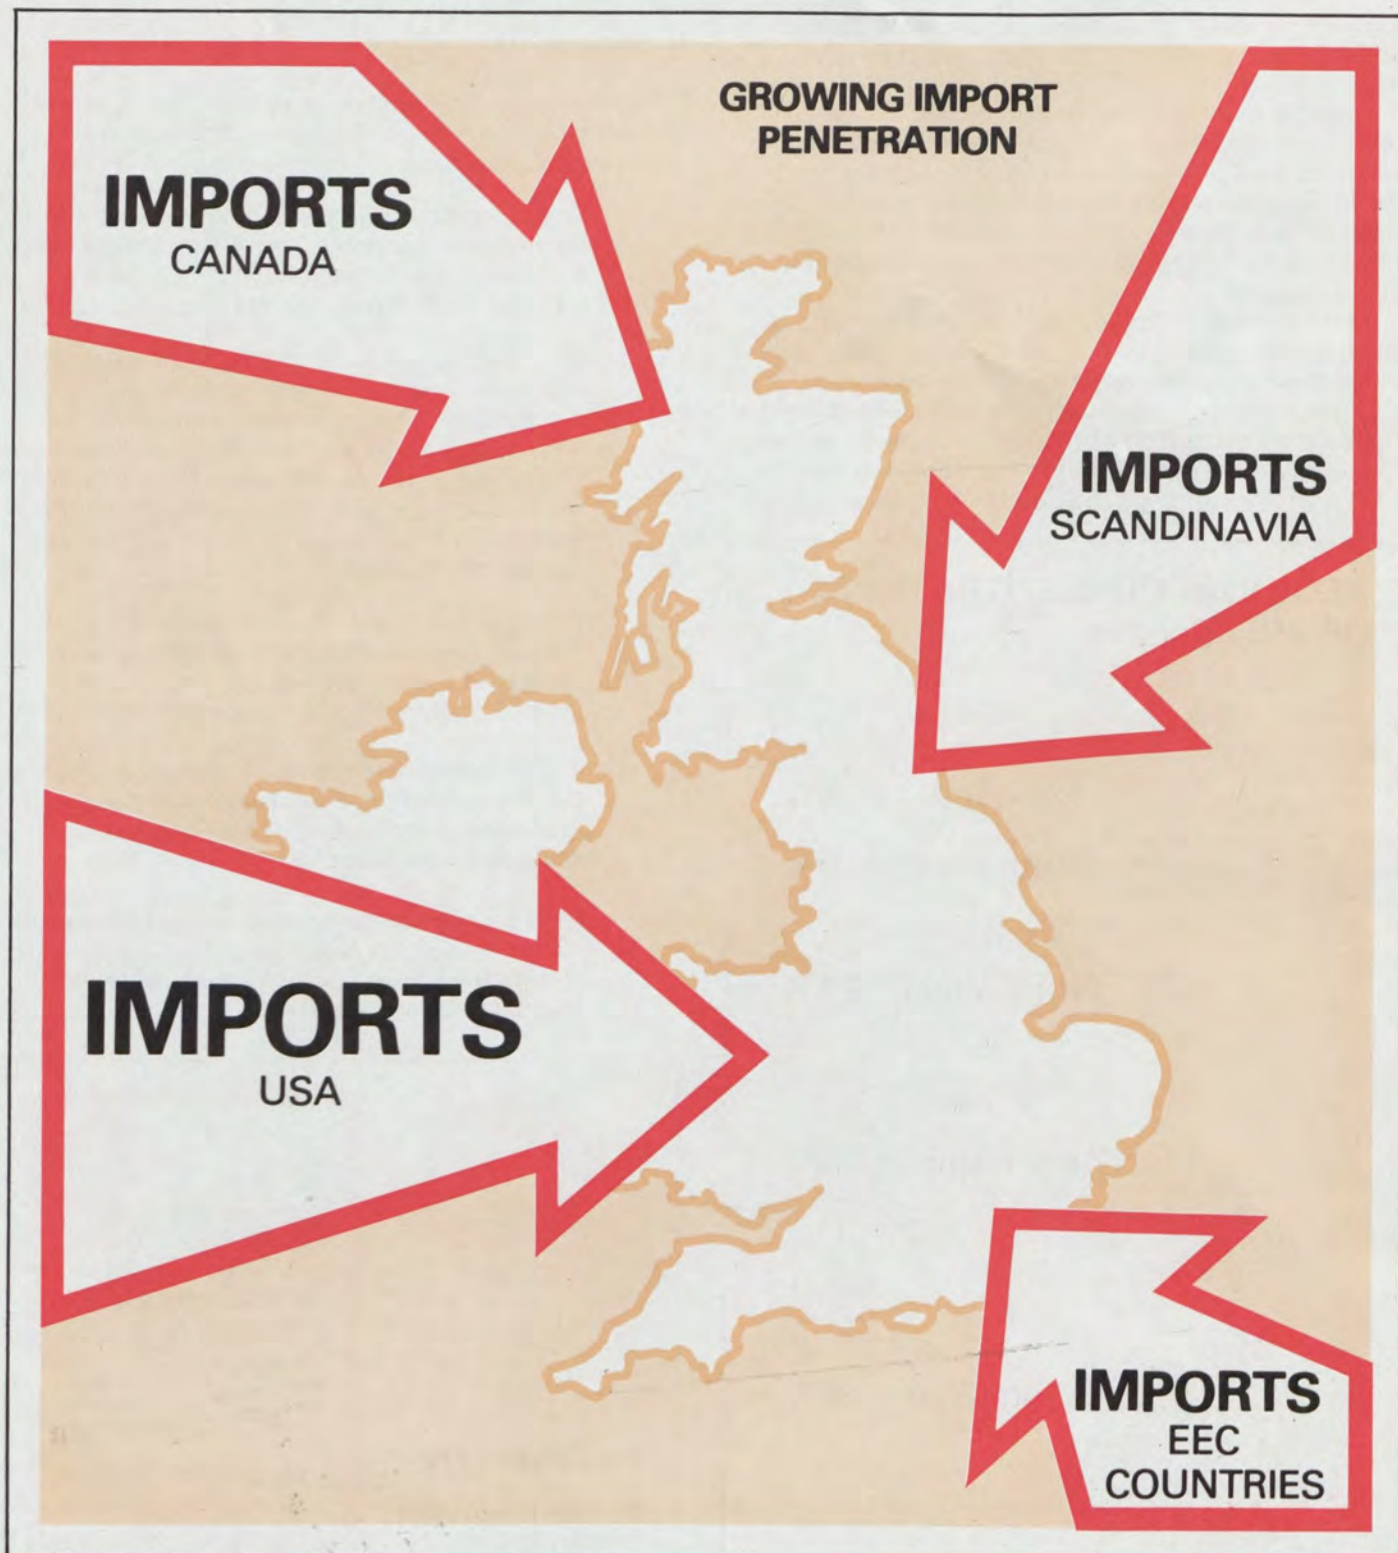 GROWING IMPORT
PENETRATION
IMPORTS
CANADA
IMPORTS
SCANDINAVIA
IMPORTS
USA
IMPORTS
EEC
COUNTRIES